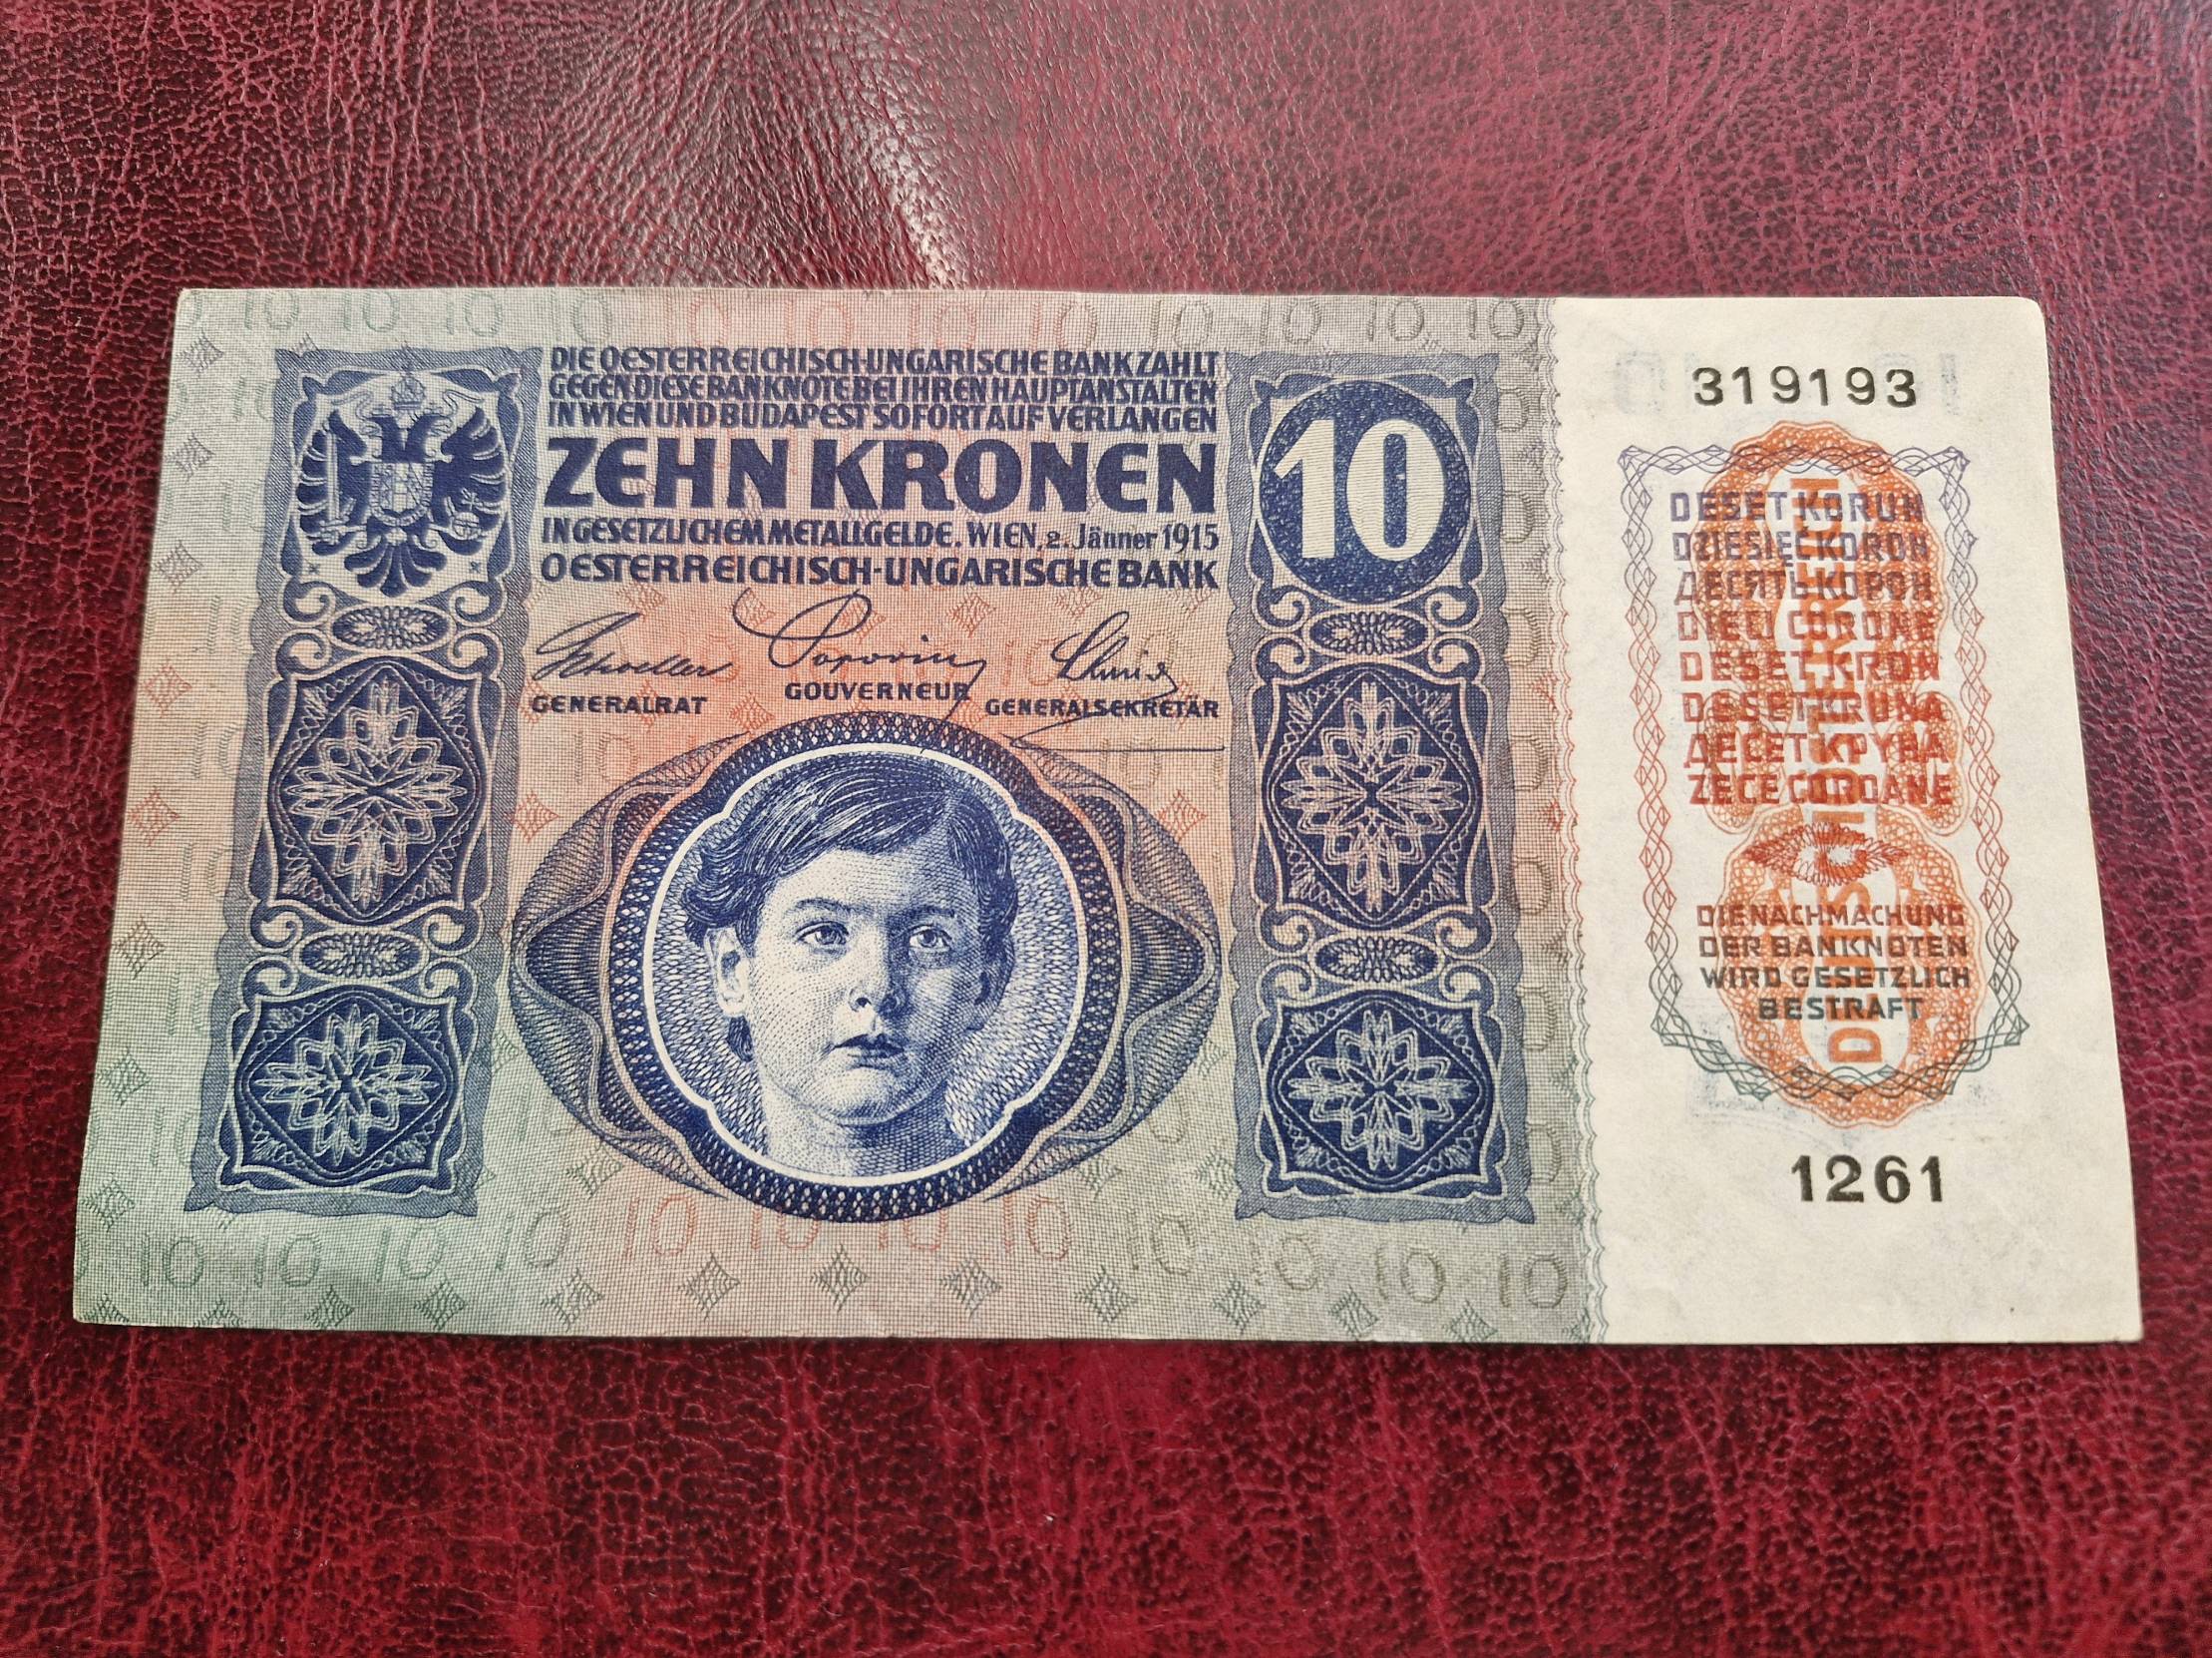 DIE OESTERREICHISCH-UNGARISCHE BANK ZAHLT
GEGEN DIESE BANKNOTE BEI IHREN HAUPTANSTALTEN
IN WIEN UND BUDAPEST SOFORT AUF VERLANGEN
ZEHN KRONEN
IN GESETZLICHEM METALLGELDE. WIEN, 2. Jänner 1915
OESTERREICHISCH-UNGARISCHE BANK
GENERALRAT
GOUVERNEUR
GENERALSEKRETÄR
10
319193
DESET KORUN
DZIESIĘĆ KORON
ДЕСЯТЬ КОРОН
DIECI CORONE
DESET KRON
DESET KRUNA
ДЕСЕТ КРУНА
ZECE COROANE
DIE NACHMACHUNG
DER BANKNOTEN
WIRD GESETZLICH
BESTRAFT
1261